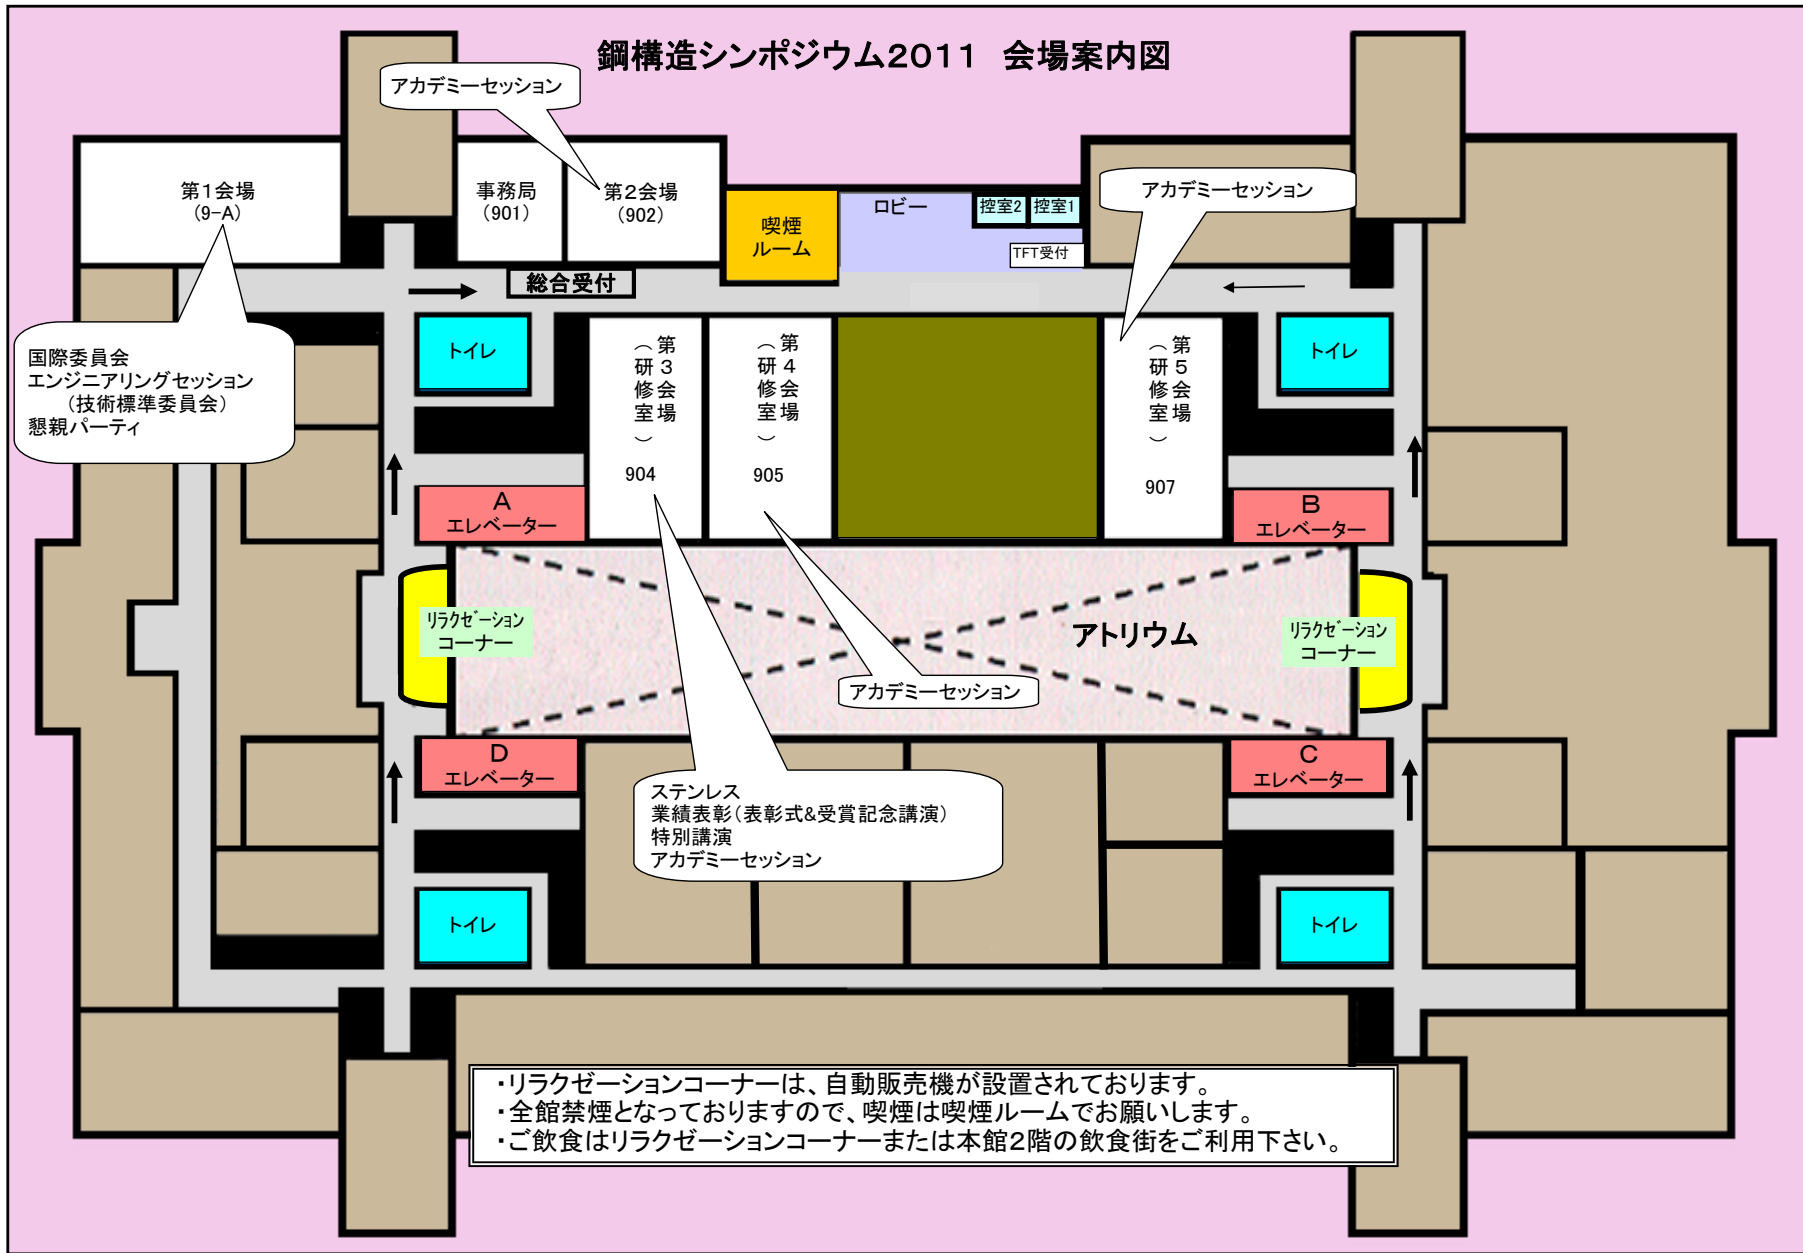 鋼構造シンポジウム2011　会場案内図
アカデミーセッション
第1会場
(9-A)
事務局
(901)
第2会場
(902)
喫煙
ルーム
ロビー
控室2
控室1
TFT受付
アカデミーセッション
総合受付
国際委員会
エンジニアリングセッション
(技術標準委員会)
懇親パーティ
トイレ
第3会場
(研修室)
904
第4会場
(研修室)
905
第5会場
(研修室)
907
トイレ
A
エレベーター
B
エレベーター
リラクゼーション
コーナー
アトリウム
リラクゼーション
コーナー
アカデミーセッション
D
エレベーター
C
エレベーター
ステンレス
業績表彰(表彰式&受賞記念講演)
特別講演
アカデミーセッション
トイレ
トイレ
・リラクゼーションコーナーは、自動販売機が設置されております。
・全館禁煙となっておりますので、喫煙は喫煙ルームでお願いします。
・ご飲食はリラクゼーションコーナーまたは本館2階の飲食街をご利用下さい。